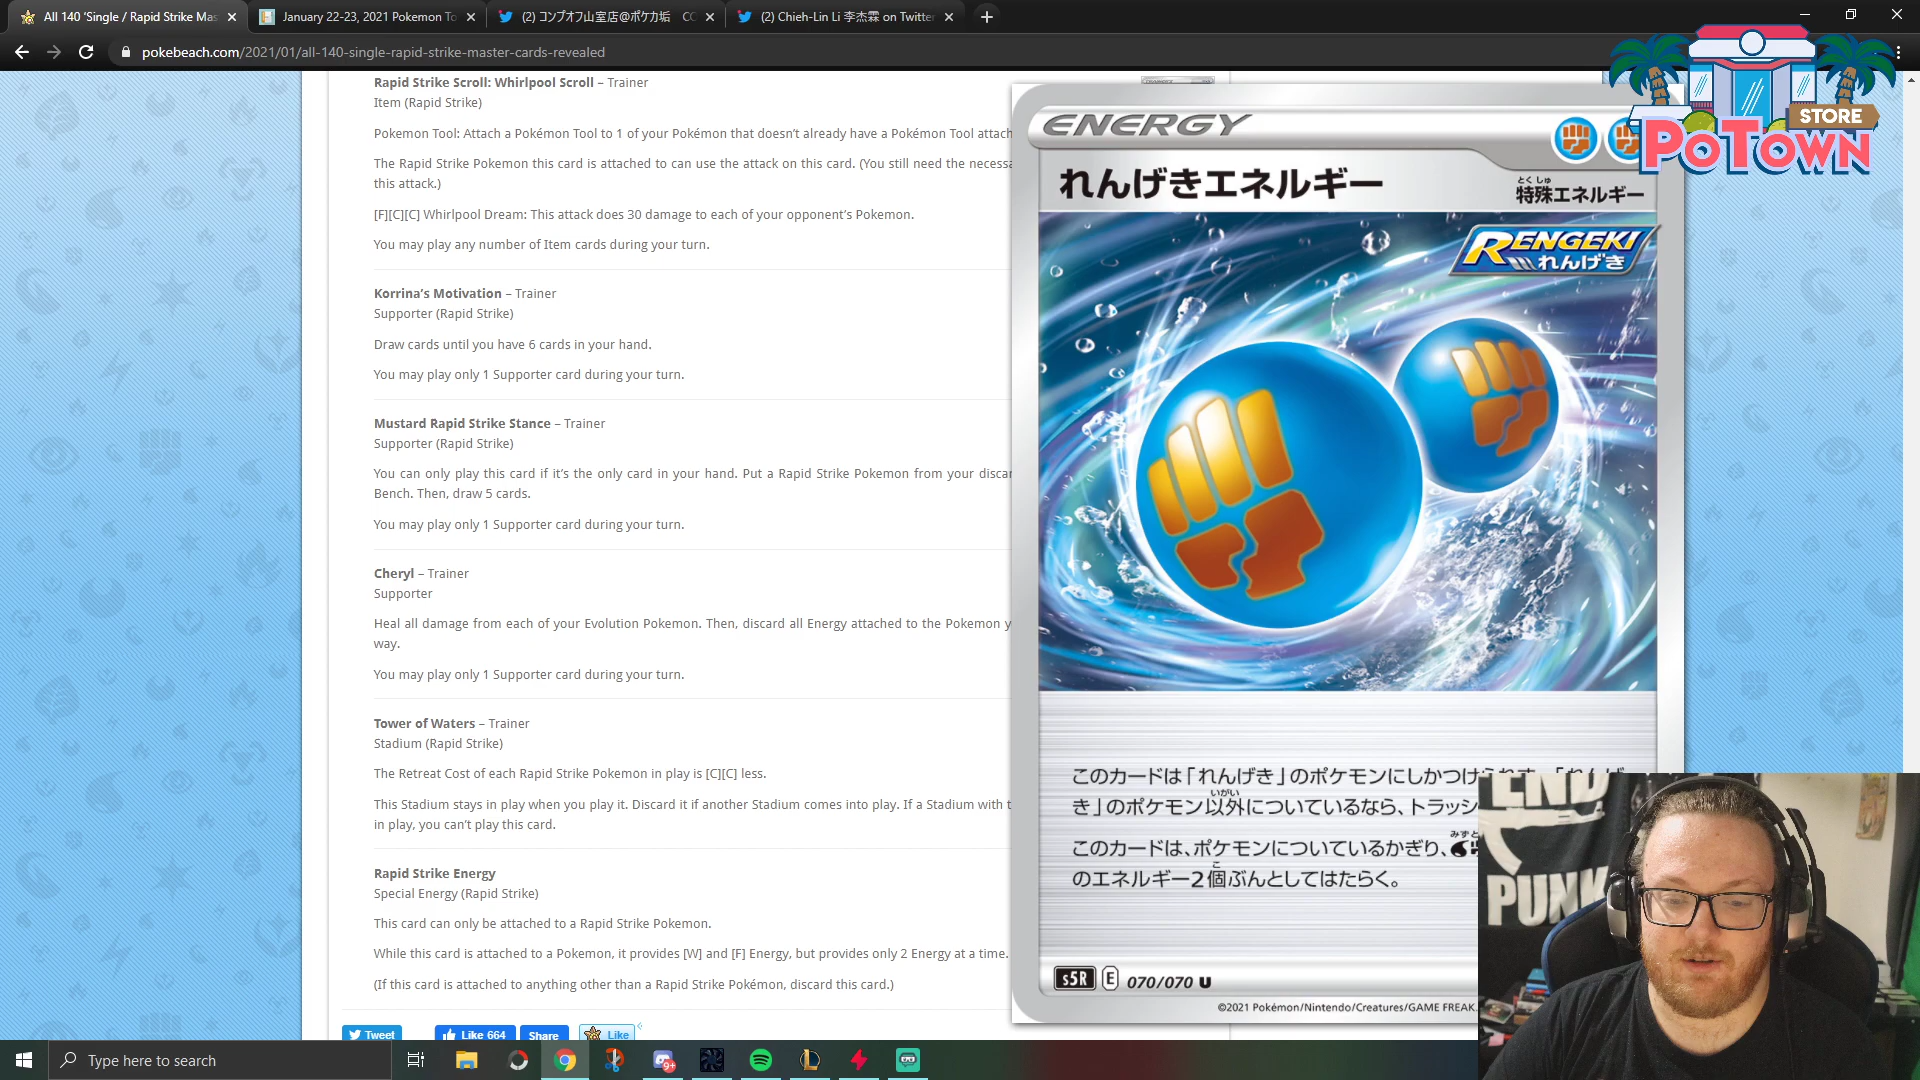 All 140 'Single / Rapid Strike Mas
January 22-23, 2021 Pokemon To
(2) コンプオフ山室店@ポケカ垢 CC
(2) Chieh-Lin Li 李杰霖 on Twitter
pokebeach.com/2021/01/all-140-single-rapid-strike-master-cards-revealed
Rapid Strike Scroll: Whirlpool Scroll – Trainer
Item (Rapid Strike)
Pokemon Tool: Attach a Pokémon Tool to 1 of your Pokémon that doesn't already have a Pokémon Tool attach
The Rapid Strike Pokemon this card is attached to can use the attack on this card. (You still need the necessa
this attack.)
[F][C][C] Whirlpool Dream: This attack does 30 damage to each of your opponent's Pokemon.
You may play any number of Item cards during your turn.
Korrina's Motivation – Trainer
Supporter (Rapid Strike)
Draw cards until you have 6 cards in your hand.
You may play only 1 Supporter card during your turn.
Mustard Rapid Strike Stance – Trainer
Supporter (Rapid Strike)
You can only play this card if it's the only card in your hand. Put a Rapid Strike Pokemon from your discar
Bench. Then, draw 5 cards.
You may play only 1 Supporter card during your turn.
Cheryl – Trainer
Supporter
Heal all damage from each of your Evolution Pokemon. Then, discard all Energy attached to the Pokemon y
way.
You may play only 1 Supporter card during your turn.
Tower of Waters – Trainer
Stadium (Rapid Strike)
The Retreat Cost of each Rapid Strike Pokemon in play is [C][C] less.
This Stadium stays in play when you play it. Discard it if another Stadium comes into play. If a Stadium with t
in play, you can't play this card.
Rapid Strike Energy
Special Energy (Rapid Strike)
This card can only be attached to a Rapid Strike Pokemon.
While this card is attached to a Pokemon, it provides [W] and [F] Energy, but provides only 2 Energy at a time.
(If this card is attached to anything other than a Rapid Strike Pokémon, discard this card.)
Tweet
Like 664
Share
Like
ENERGY
れんげきエネルギー
とくしゅ
特殊エネルギー
RENGEKI
れんげき
このカードは「れんげき」のポケモンにしかつけられ
いがい
き」のポケモン以外についているなら、トラッシ
みずと
このカードは、ポケモンについているかぎり、
こ
のエネルギー2個ぶんとしてはたらく。
s5R E 070/070 U
©2021 Pokémon/Nintendo/Creatures/GAME FREAK.
STORE
PoTOWN
END
PUNK
Type here to search
9+